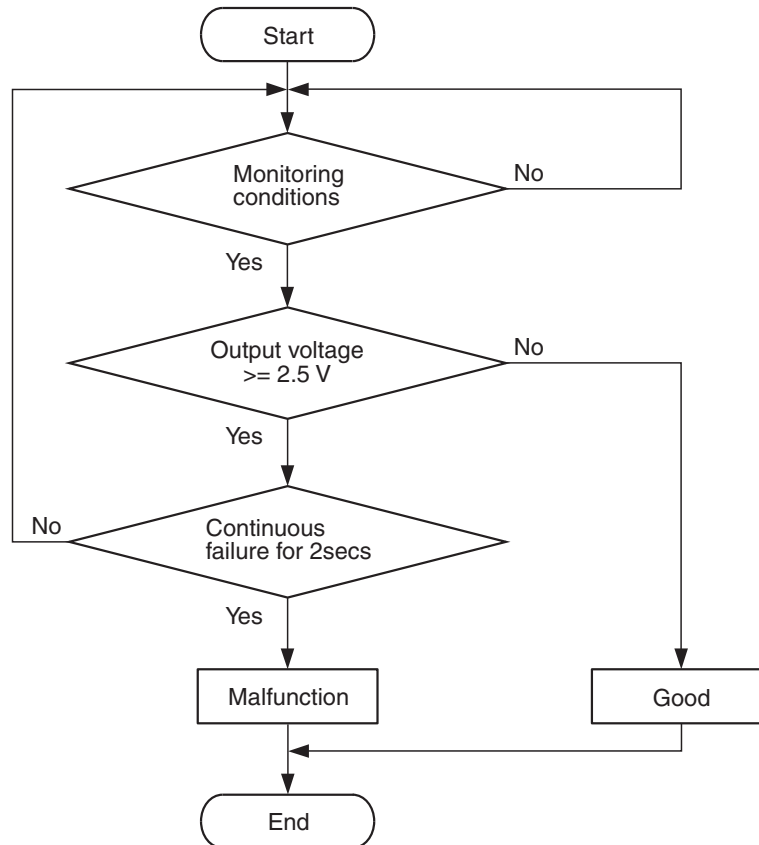 Start
Monitoring
conditions
No
Yes
Output voltage
>= 2.5 V
No
Yes
Continuous
failure for 2secs
No
Yes
Malfunction
Good
End